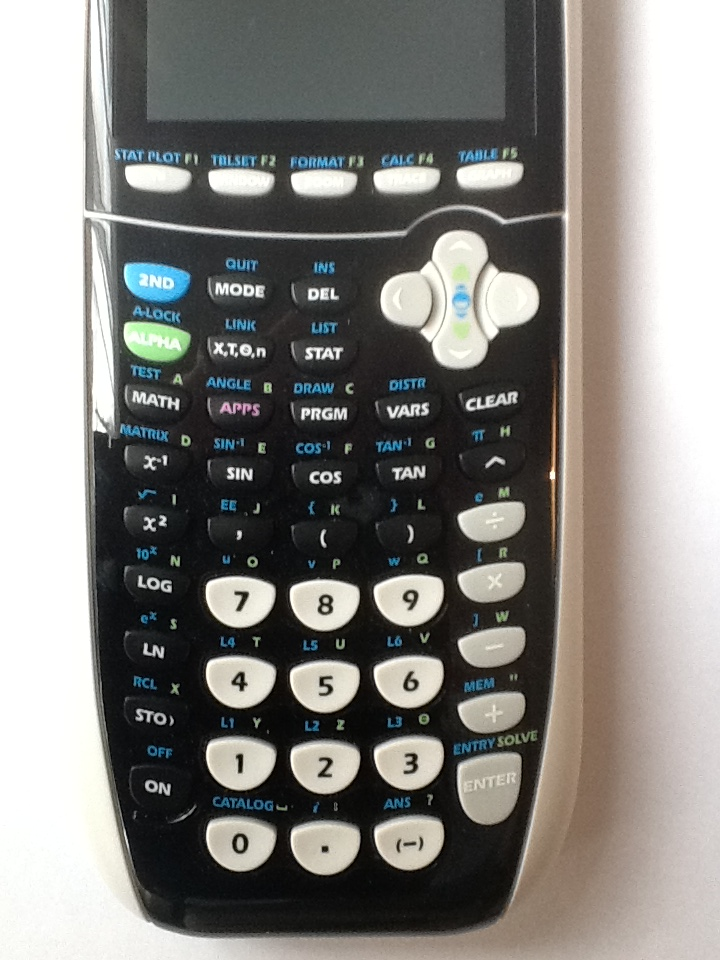 STAT PLOT F1 TBLSET F2 FORMAT F3 CALC F4 TABLE F5
WINDOW ZOOM TRACE GRAPH
QUIT INS
2ND MODE DEL
A-LOCK LINK LIST
ALPHA X,T,Θ,n STAT
TEST A ANGLE B DRAW C DISTR
MATH APPS PRGM VARS CLEAR
MATRIX D SIN⁻¹ E COS⁻¹ F TAN⁻¹ G π H
x⁻¹ SIN COS TAN ^
√ I EE J { K } L e M
x² , ( ) ÷
10ˣ N u O v P w Q [ R
LOG 7 8 9 ×
eˣ S L4 T L5 U L6 V ] W
LN 4 5 6 −
RCL X L1 Y L2 Z L3 Θ MEM "
STO› 1 2 3 +
OFF ENTRY SOLVE
ON ENTER
CATALOG ⎵ i : ANS ?
0 . (−)